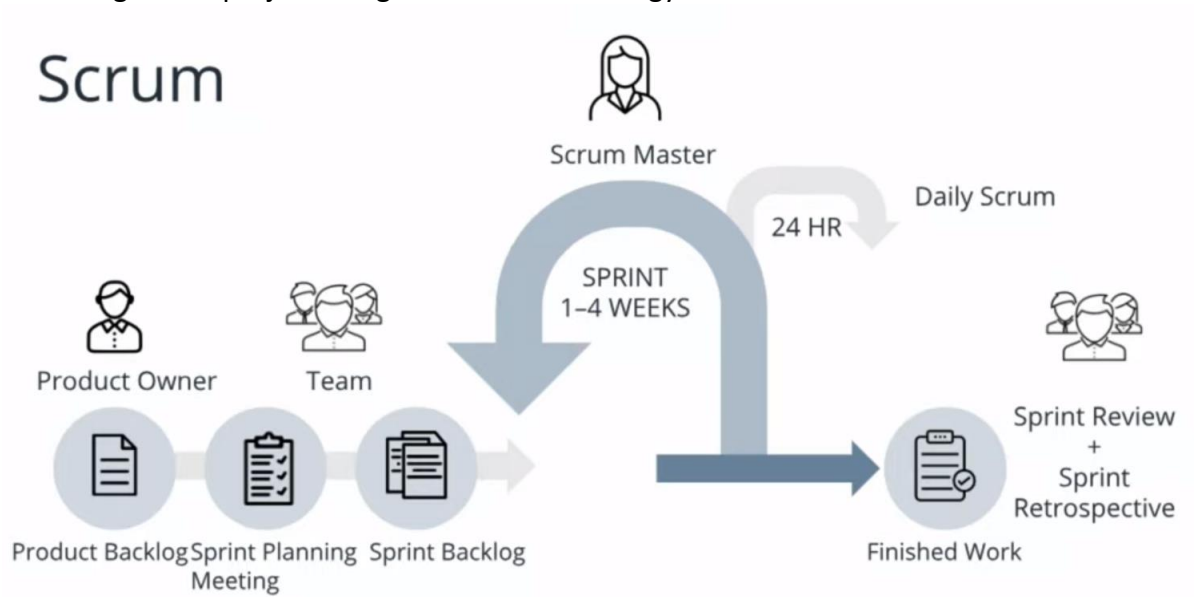 Scrum
Scrum Master
Daily Scrum
24 HR
SPRINT
1–4 WEEKS
Product Owner
Team
Sprint Review
+
Sprint
Retrospective
Product Backlog
Sprint Planning
Meeting
Sprint Backlog
Finished Work